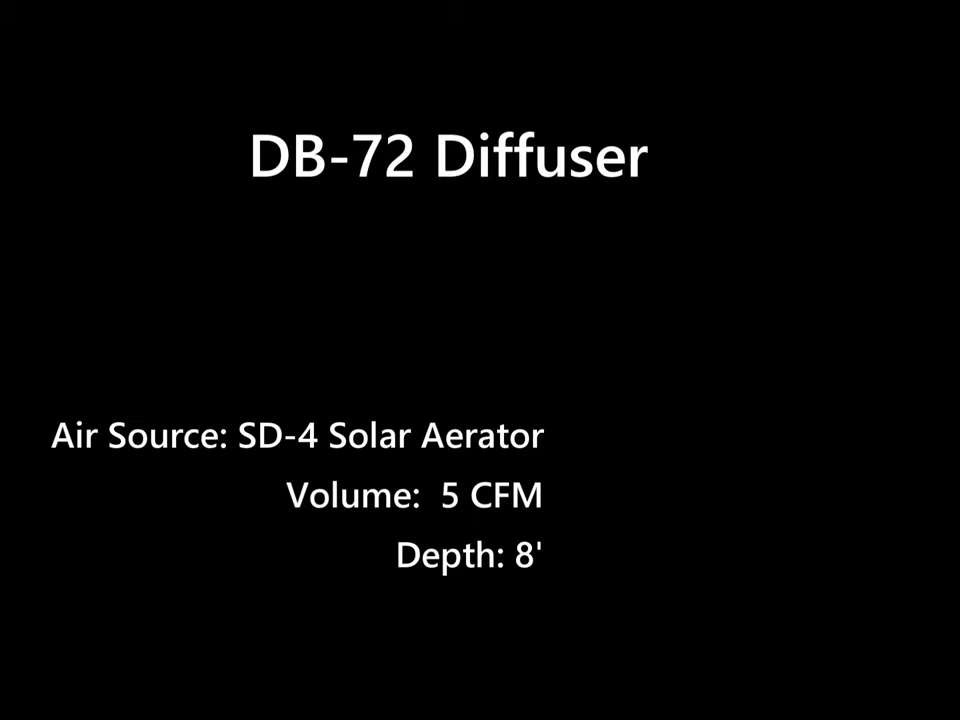 DB-72 Diffuser
Air Source: SD-4 Solar Aerator
Volume:  5 CFM
Depth: 8'